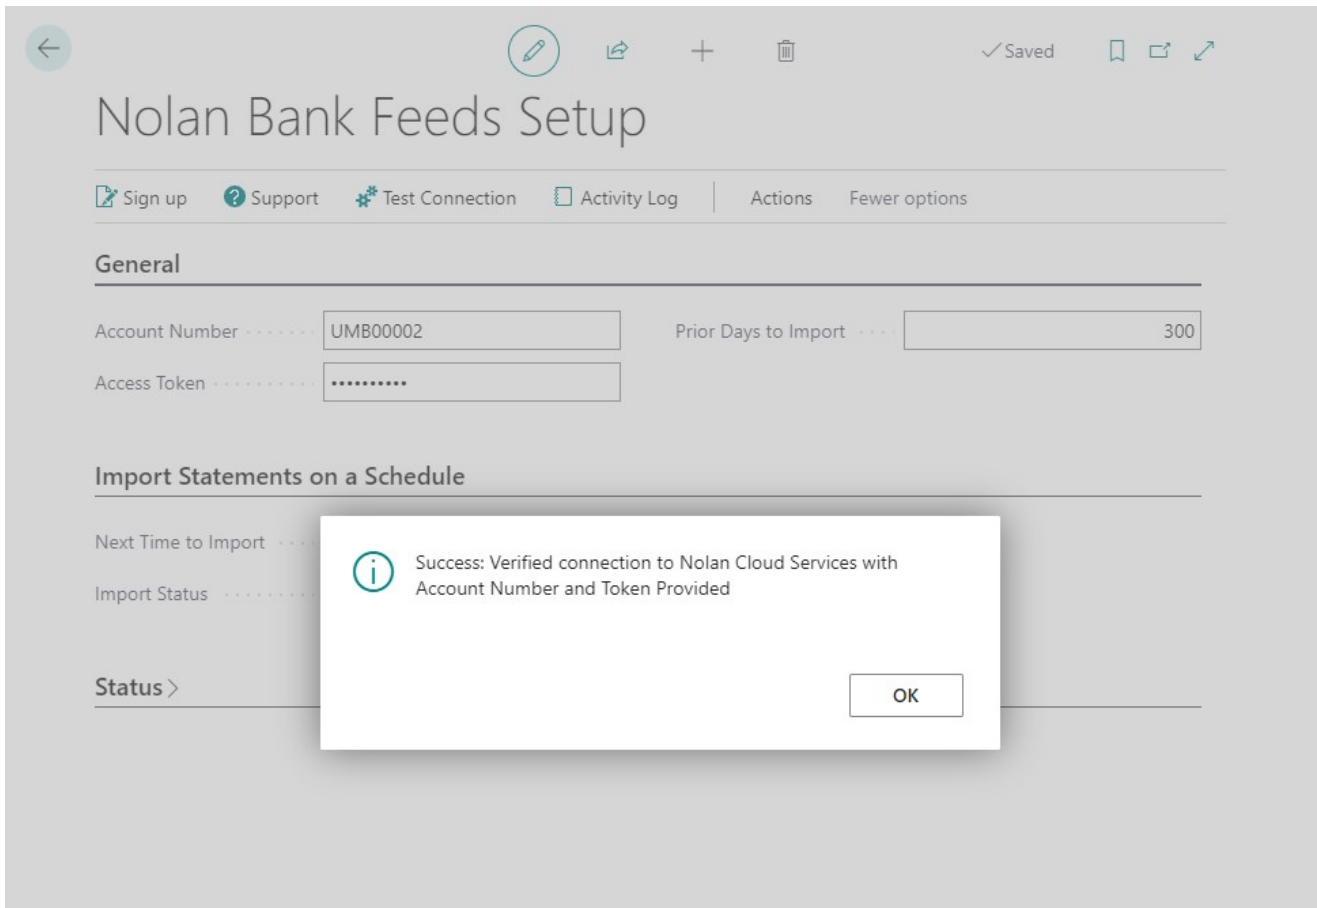 Saved
Nolan Bank Feeds Setup
Sign up Support Test Connection Activity Log Actions Fewer options
General
Account Number UMB00002 Prior Days to Import 300
Access Token ••••••••••
Import Statements on a Schedule
Next Time to Import
Import Status
Success: Verified connection to Nolan Cloud Services with
Account Number and Token Provided
Status
OK